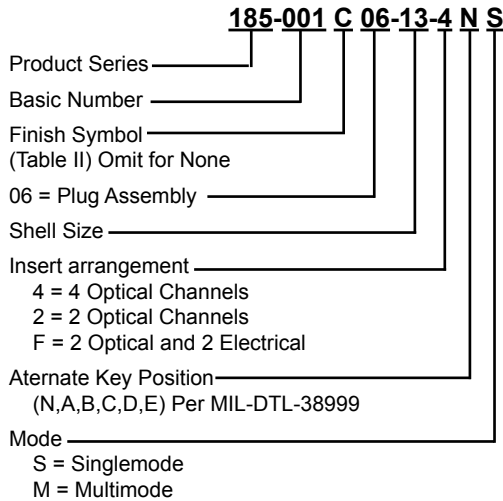 185-001 C 06-13-4 N S
Product Series
Basic Number
Finish Symbol
(Table II) Omit for None
06 = Plug Assembly
Shell Size
Insert arrangement
4 = 4 Optical Channels
2 = 2 Optical Channels
F = 2 Optical and 2 Electrical
Aternate Key Position
(N,A,B,C,D,E) Per MIL-DTL-38999
Mode
S = Singlemode
M = Multimode